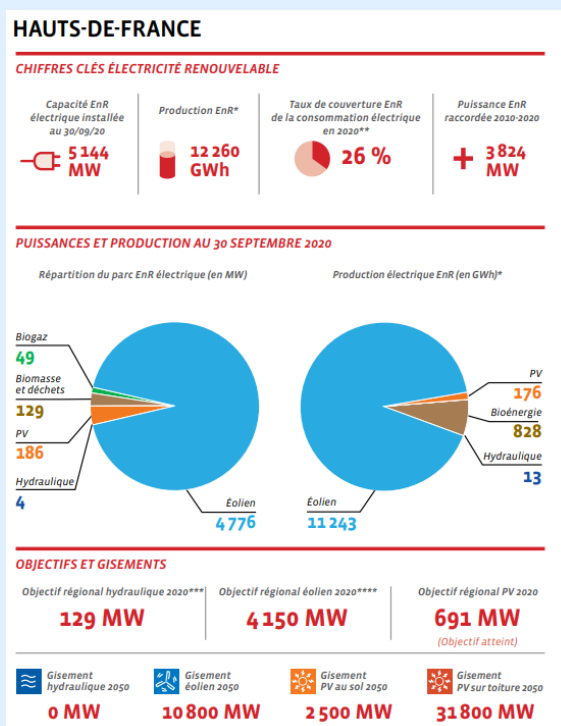 HAUTS-DE-FRANCE
CHIFFRES CLÉS ÉLECTRICITÉ RENOUVELABLE
Capacité EnR
électrique installée
au 30/09/20
5 144
MW
Production EnR*
12 260
GWh
Taux de couverture EnR
de la consommation électrique
en 2020**
26 %
Puissance EnR
raccordée 2010-2020
+ 3 824
MW
PUISSANCES ET PRODUCTION AU 30 SEPTEMBRE 2020
Répartition du parc EnR électrique (en MW)
Biogaz
49
Biomasse
et déchets
129
PV
186
Hydraulique
4
Éolien
4 776
Production électrique EnR (en GWh)*
PV
176
Bioénergie
828
Hydraulique
13
Éolien
11 243
OBJECTIFS ET GISEMENTS
Objectif régional hydraulique 2020***
129 MW
Objectif régional éolien 2020****
4 150 MW
Objectif régional PV 2020
691 MW
(Objectif atteint)
Gisement
hydraulique 2050
0 MW
Gisement
éolien 2050
10 800 MW
Gisement
PV au sol 2050
2 500 MW
Gisement
PV sur toiture 2050
31 800 MW